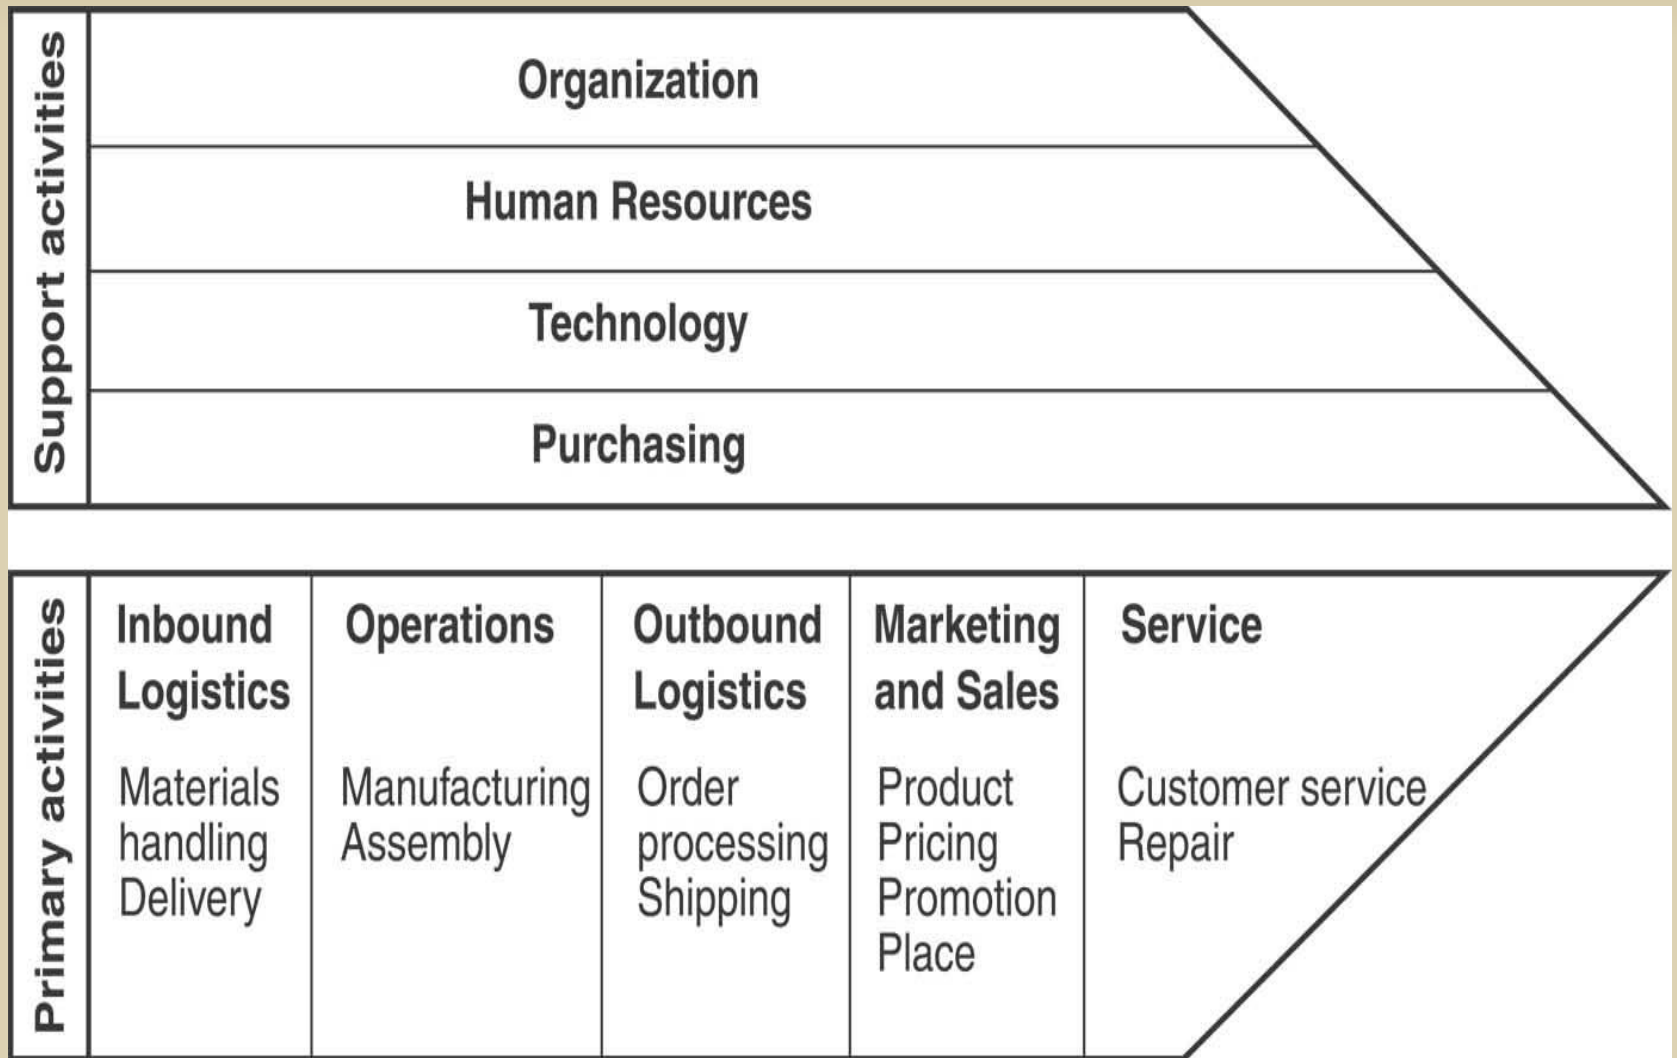 Support activities
Organization
Human Resources
Technology
Purchasing
Primary activities
Inbound
Logistics
Materials
handling
Delivery
Operations
Manufacturing
Assembly
Outbound
Logistics
Order
processing
Shipping
Marketing
and Sales
Product
Pricing
Promotion
Place
Service
Customer service
Repair